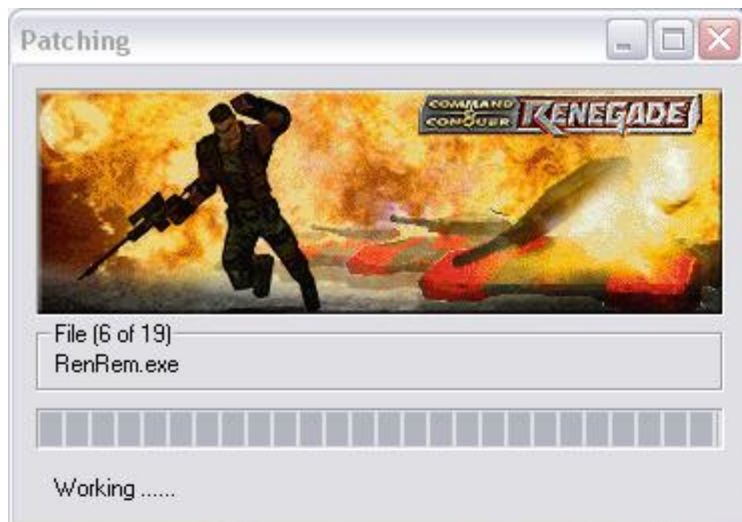 Patching
COMMAND & CONQUER RENEGADE
File (6 of 19)
RenRem.exe
Working ......